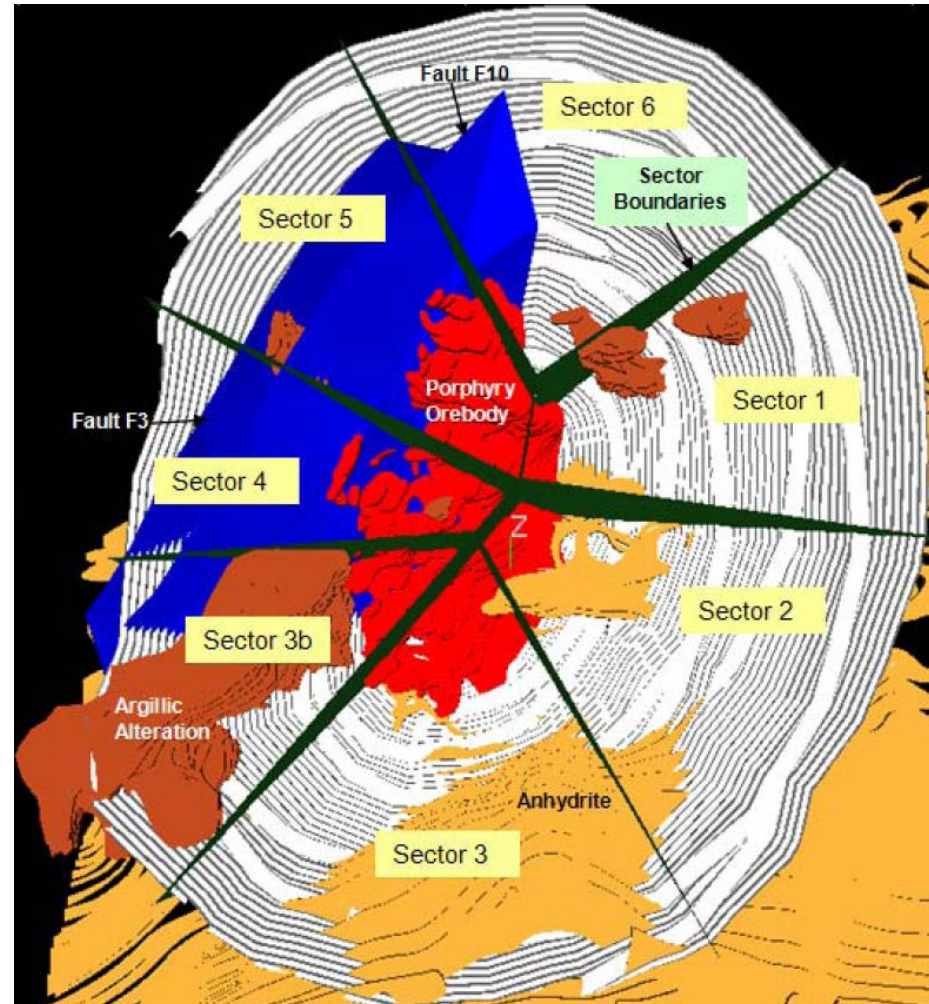 Fault F10
Sector 6
Sector
Boundaries
Sector 5
Porphyry
Orebody
Sector 1
Fault F3
Sector 4
Z
Sector 2
Sector 3b
Argillic
Alteration
Anhydrite
Sector 3